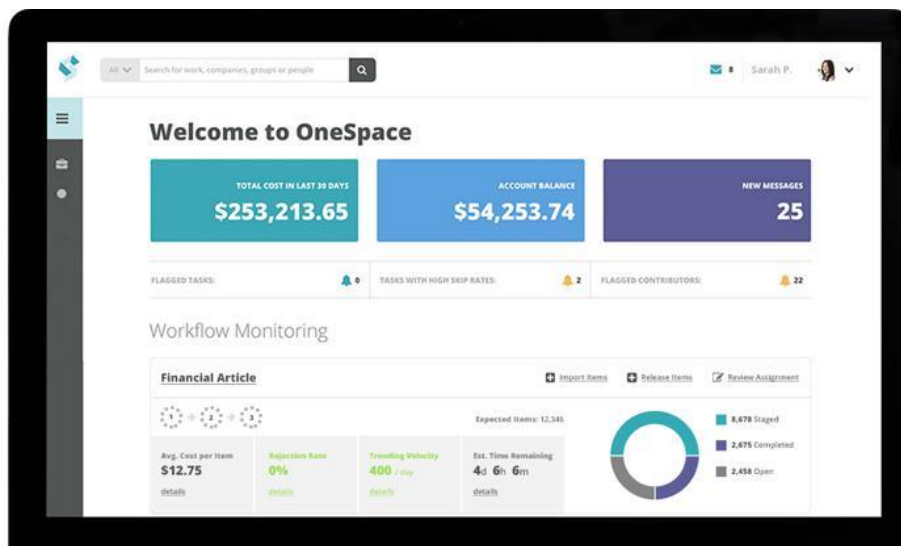 All Search for work, companies, groups or people
8 Sarah P.
Welcome to OneSpace
TOTAL COST IN LAST 30 DAYS
$253,213.65
ACCOUNT BALANCE
$54,253.74
NEW MESSAGES
25
FLAGGED TASKS: 0
TASKS WITH HIGH SKIP RATES: 2
FLAGGED CONTRIBUTORS: 22
Workflow Monitoring
Financial Article
Import Items Release Items Review Assignment
1 2 3
Expected Items: 12,345
Avg. Cost per Item
$12.75
details
Rejection Rate
0%
details
Trending Velocity
400 / day
details
Est. Time Remaining
4d 6h 6m
details
8,678 Staged
2,675 Completed
2,458 Open